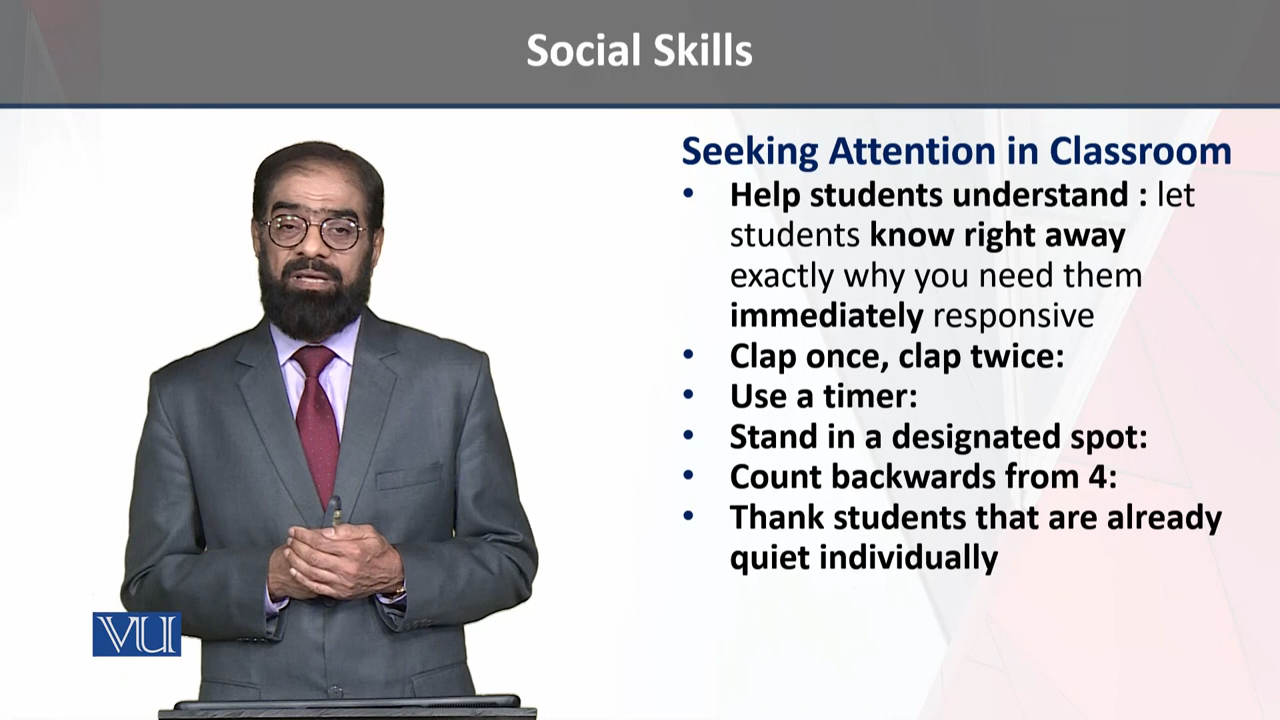 Social Skills
Seeking Attention in Classroom
• Help students understand : let
students know right away
exactly why you need them
immediately responsive
• Clap once, clap twice:
• Use a timer:
• Stand in a designated spot:
• Count backwards from 4:
• Thank students that are already
quiet individually
VU